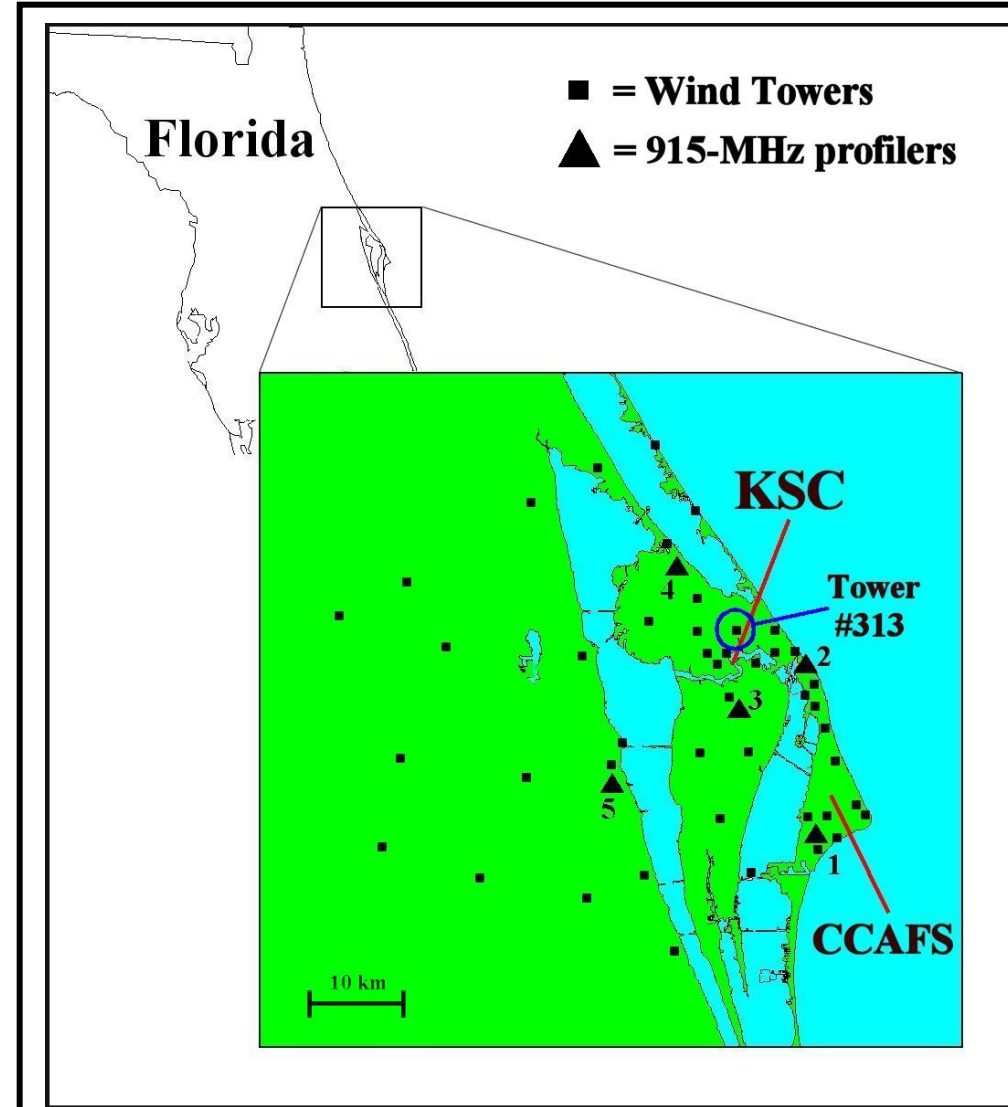 Florida
= Wind Towers
= 915-MHz profilers
KSC
Tower
#313
4
2
3
5
1
CCAFS
10 km